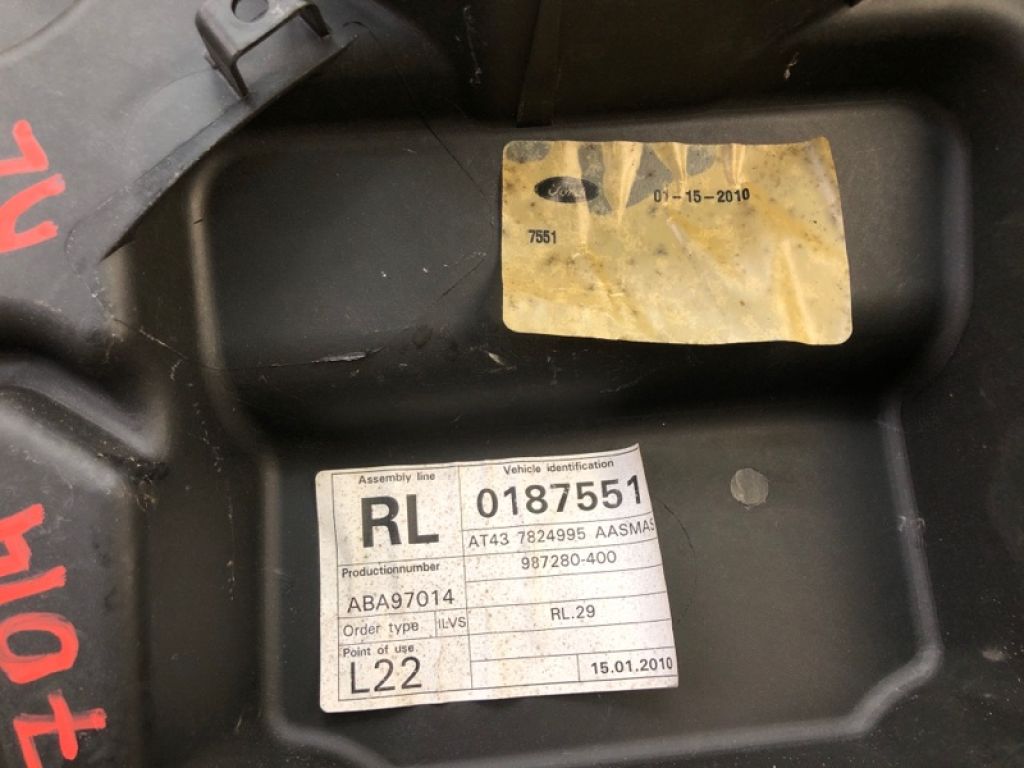 Ford
01-15-2010
7551
Assembly line
RL
Vehicle identification
0187551
AT43 7824995 AASMAS
987280-400
Productionnumber
ABA97014
Order type ILVS
RL.29
Point of use.
L22
15.01.2010
7014